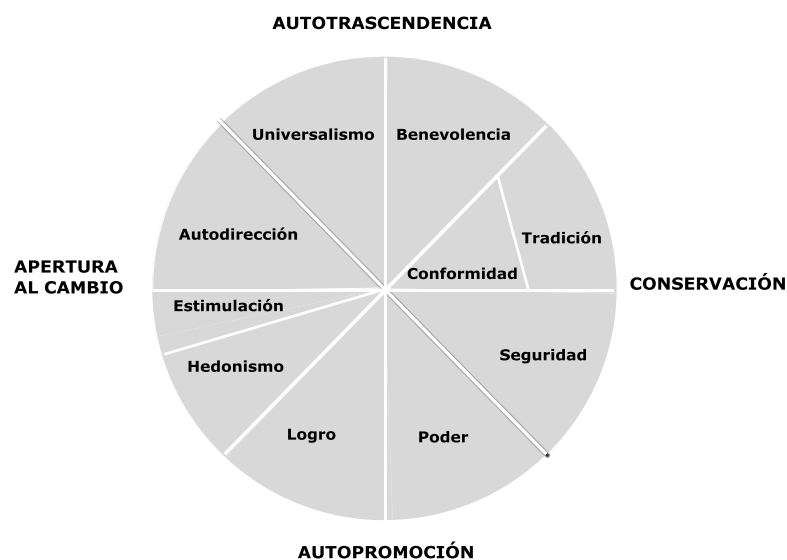 AUTOTRASCENDENCIA
Universalismo
Benevolencia
Autodirección
Tradición
APERTURA
AL CAMBIO
Conformidad
CONSERVACIÓN
Estimulación
Seguridad
Hedonismo
Logro
Poder
AUTOPROMOCIÓN